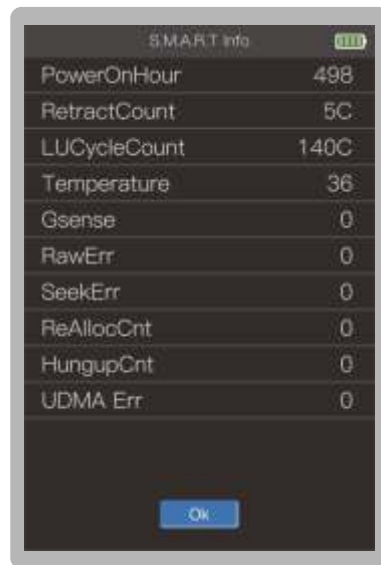 S.M.A.R.T Info
PowerOnHour 498
RetractCount 5C
LUCycleCount 140C
Temperature 36
Gsense 0
RawErr 0
SeekErr 0
ReAllocCnt 0
HungupCnt 0
UDMA Err 0
Ok